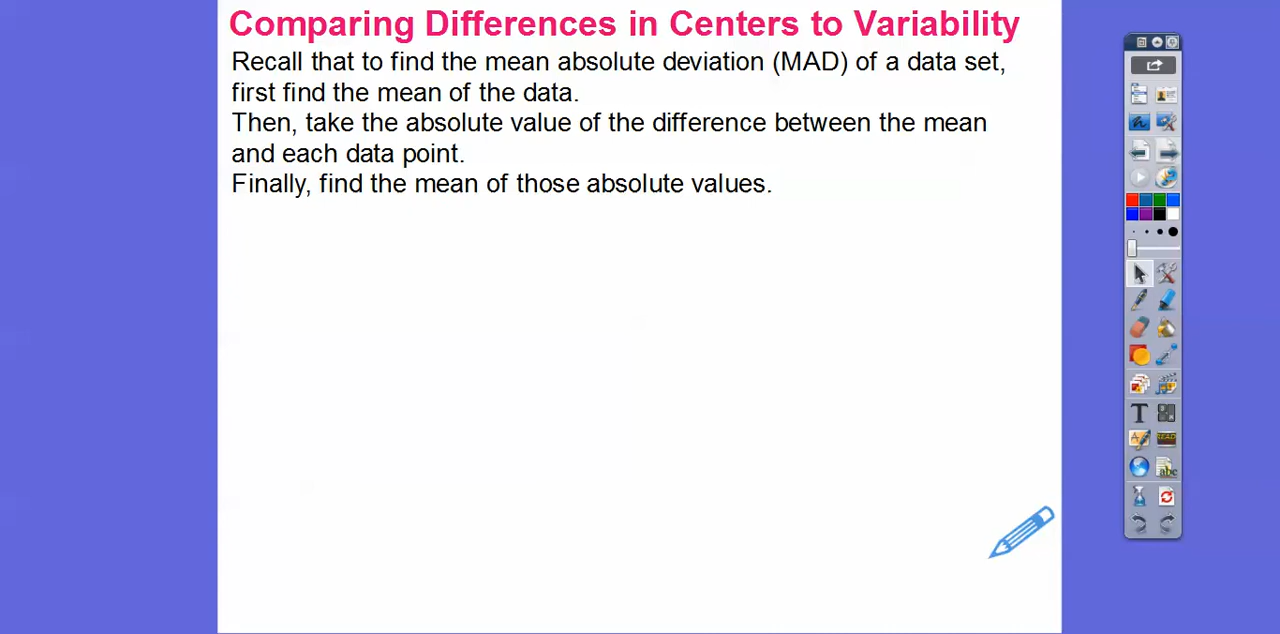 Comparing Differences in Centers to Variability
Recall that to find the mean absolute deviation (MAD) of a data set,
first find the mean of the data.
Then, take the absolute value of the difference between the mean
and each data point.
Finally, find the mean of those absolute values.
T
abc